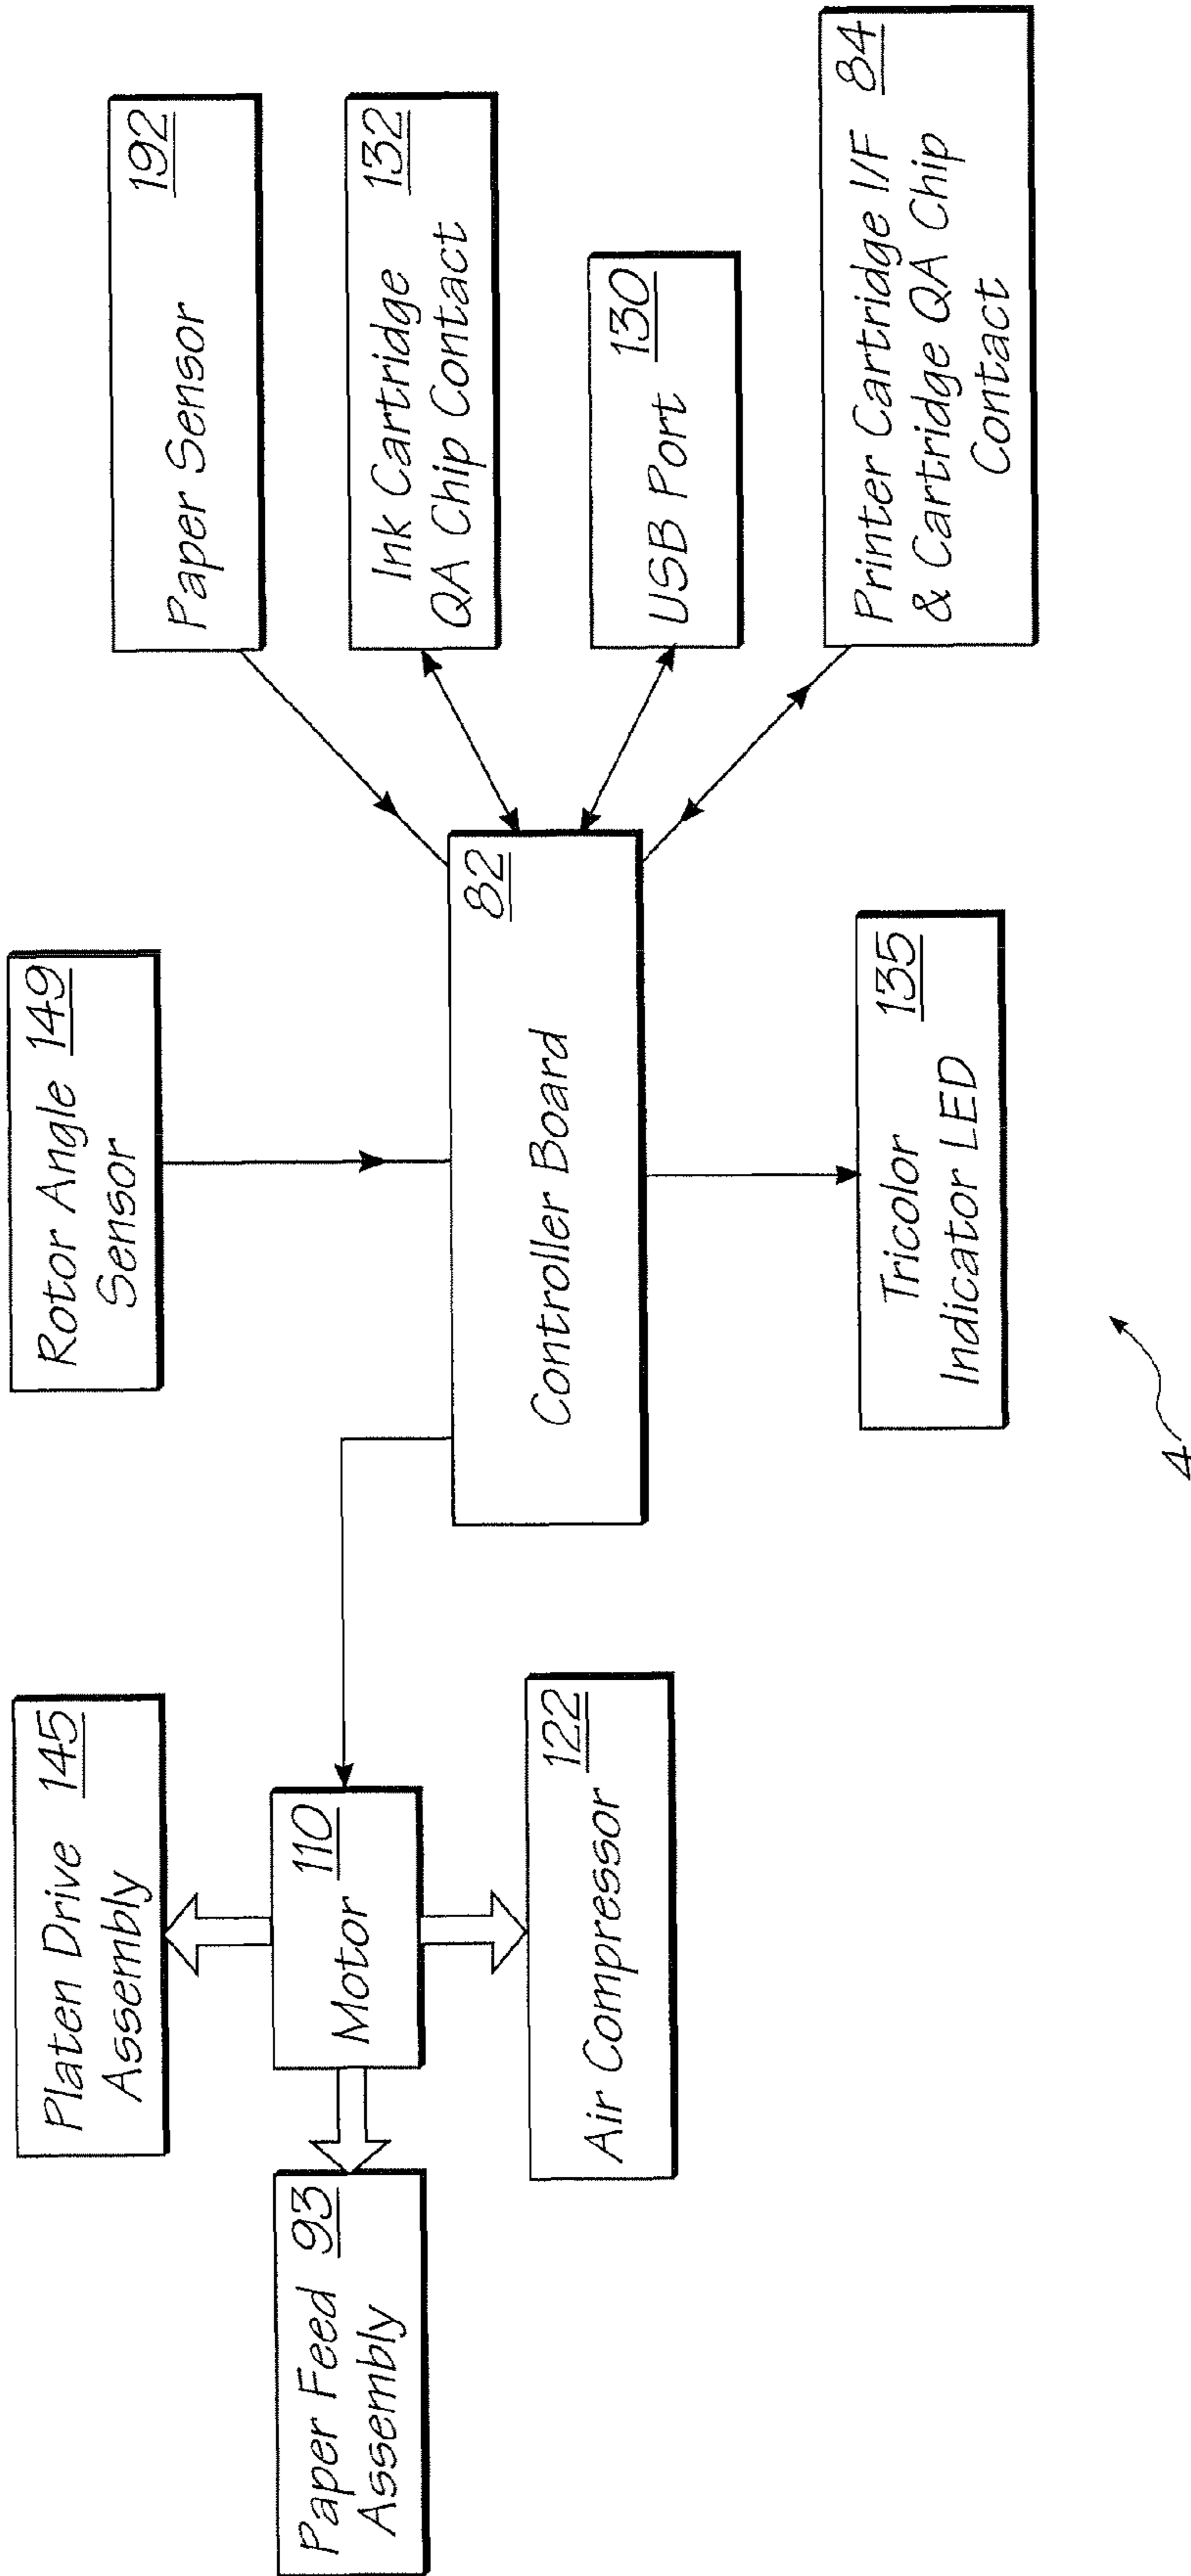 Platen Drive 145
Assembly
Rotor Angle 149
Sensor
Paper Sensor 192
Paper Feed 93
Assembly
Motor 110
Controller Board 82
Ink Cartridge 132
QA Chip Contact
USB Port 130
Air Compressor 122
Tricolor 135
Indicator LED
Printer Cartridge I/F 84
& Cartridge QA Chip
Contact
4